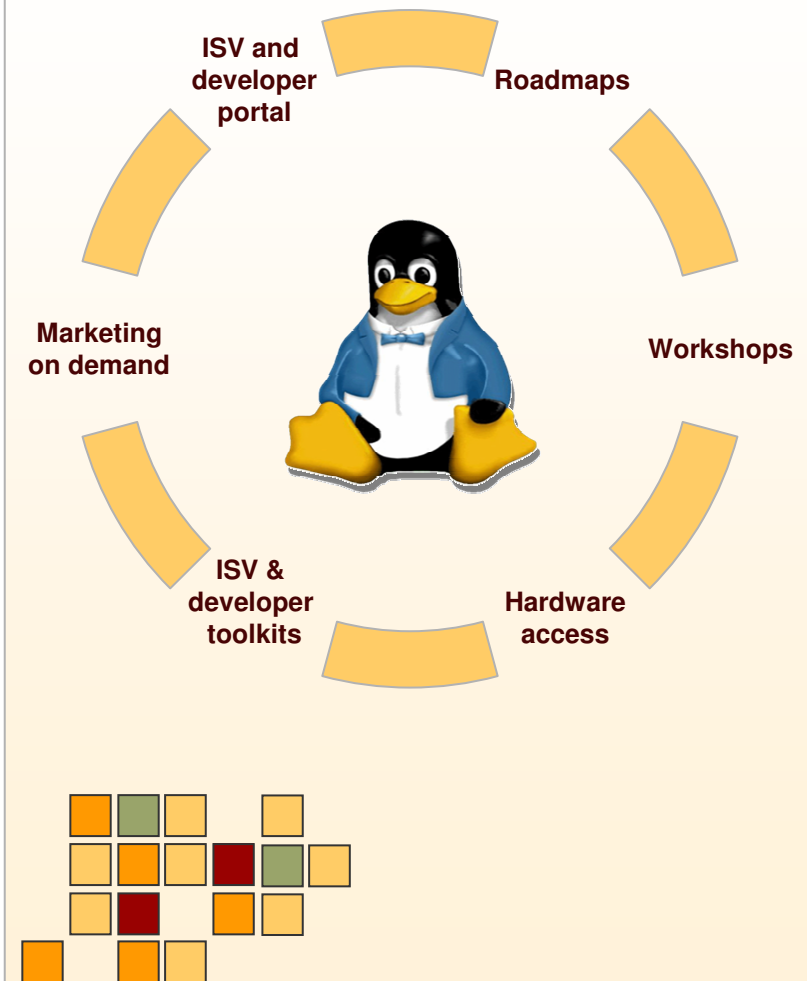 ISV and
developer
portal
Roadmaps
Marketing
on demand
Workshops
ISV &
developer
toolkits
Hardware
access